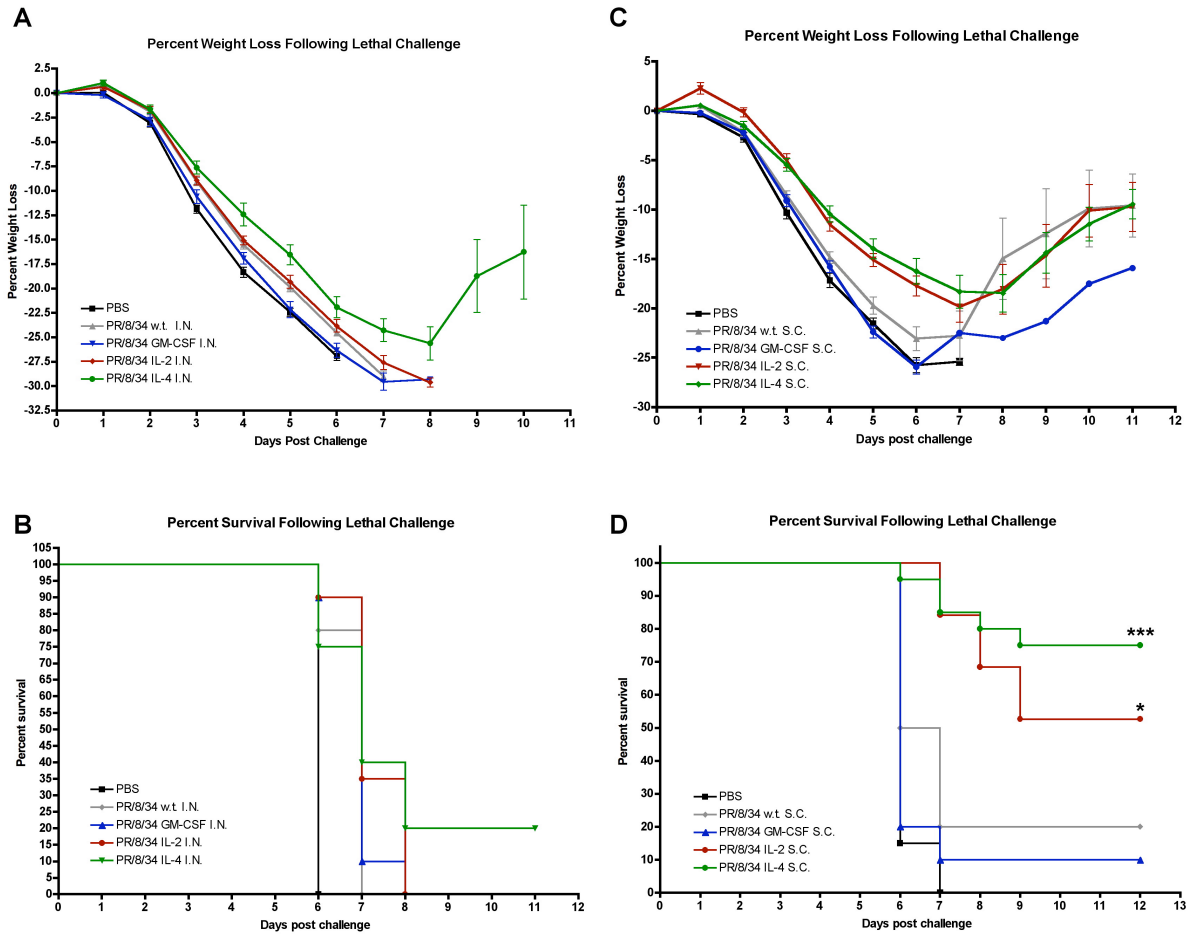 A
Percent Weight Loss Following Lethal Challenge
2.5
0.0
-2.5
-5.0
-7.5
-10.0
-12.5
-15.0
-17.5
-20.0
-22.5
-25.0
-27.5
-30.0
-32.5
Percent Weight Loss
PBS
PR/8/34 w.t. I.N.
PR/8/34 GM-CSF I.N.
PR/8/34 IL-2 I.N.
PR/8/34 IL-4 I.N.
0 1 2 3 4 5 6 7 8 9 10 11
Days Post Challenge
C
Percent Weight Loss Following Lethal Challenge
5
0
-5
-10
-15
-20
-25
-30
Percent Weight Loss
PBS
PR/8/34 w.t. S.C.
PR/8/34 GM-CSF S.C.
PR/8/34 IL-2 S.C.
PR/8/34 IL-4 S.C.
0 1 2 3 4 5 6 7 8 9 10 11 12
Days post challenge
B
Percent Survival Following Lethal Challenge
105
100
90
80
75
70
65
60
55
50
45
40
35
30
25
20
15
10
5
0
Percent survival
PBS
PR/8/34 w.t. I.N.
PR/8/34 GM-CSF I.N.
PR/8/34 IL-2 I.N.
PR/8/34 IL-4 I.N.
0 1 2 3 4 5 6 7 8 9 10 11 12
Days post challenge
D
Percent Survival Following Lethal Challenge
100
90
80
70
60
50
40
30
20
10
0
Percent survival
***
*
PBS
PR/8/34 w.t. S.C.
PR/8/34 GM-CSF S.C.
PR/8/34 IL-2 S.C.
PR/8/34 IL-4 S.C.
0 1 2 3 4 5 6 7 8 9 10 11 12 13
Days post challenge